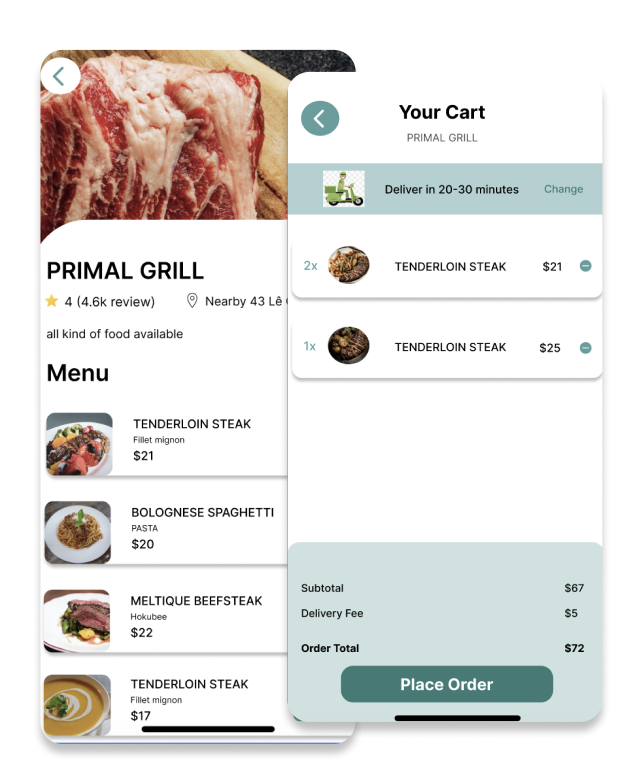 PRIMAL GRILL
4 (4.6k review)
Nearby 43 Lê
all kind of food available
Menu
TENDERLOIN STEAK
Fillet mignon
$21
BOLOGNESE SPAGHETTI
PASTA
$20
MELTIQUE BEEFSTEAK
Hokubee
$22
TENDERLOIN STEAK
Fillet mignon
$17
Your Cart
PRIMAL GRILL
Deliver in 20-30 minutes Change
2x TENDERLOIN STEAK $21
1x TENDERLOIN STEAK $25
Subtotal $67
Delivery Fee $5
Order Total $72
Place Order